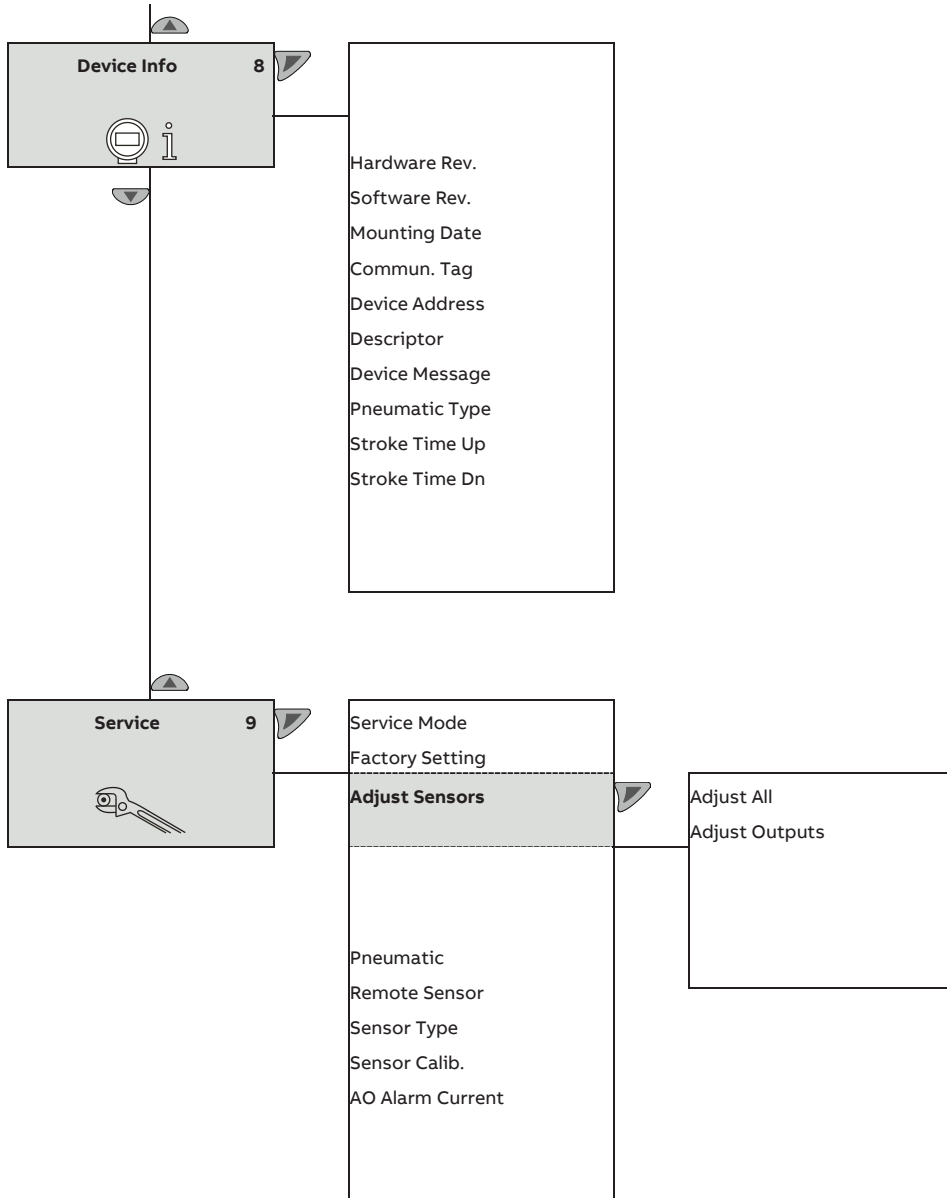 Device Info 8
Hardware Rev.
Software Rev.
Mounting Date
Commun. Tag
Device Address
Descriptor
Device Message
Pneumatic Type
Stroke Time Up
Stroke Time Dn
Service 9
Service Mode
Factory Setting
Adjust Sensors
Adjust All
Adjust Outputs
Pneumatic
Remote Sensor
Sensor Type
Sensor Calib.
AO Alarm Current